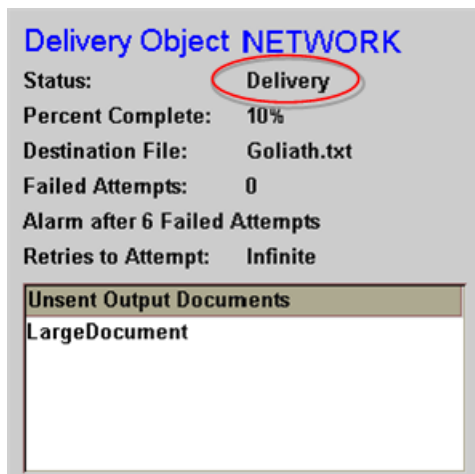 Delivery Object NETWORK
Status: Delivery
Percent Complete: 10%
Destination File: Goliath.txt
Failed Attempts: 0
Alarm after 6 Failed Attempts
Retries to Attempt: Infinite
Unsent Output Documents
LargeDocument